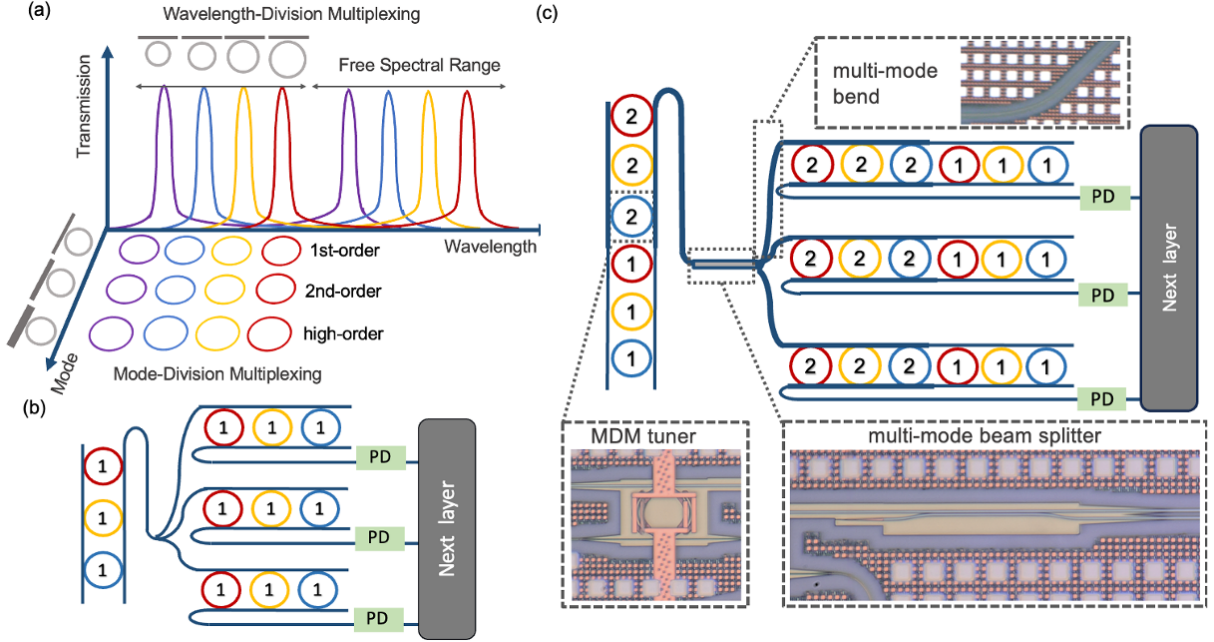 (a)
Wavelength-Division Multiplexing
Free Spectral Range
Transmission
Wavelength
1st-order
2nd-order
high-order
Mode
Mode-Division Multiplexing
(b)
1
1
1
1 1 1
PD
1 1 1
PD
1 1 1
PD
Next layer
(c)
multi-mode
bend
2
2
2
1
1
1
2 2 2 1 1 1
PD
2 2 2 1 1 1
PD
2 2 2 1 1 1
PD
Next layer
MDM tuner
multi-mode beam splitter